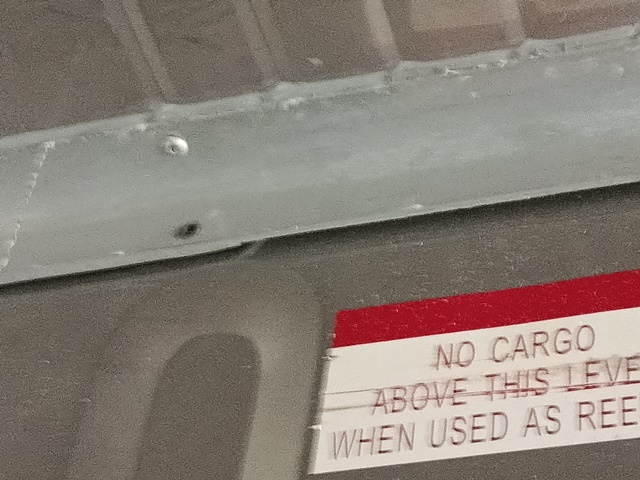 NO CARGO
ABOVE THIS LEVE
WHEN USED AS REE